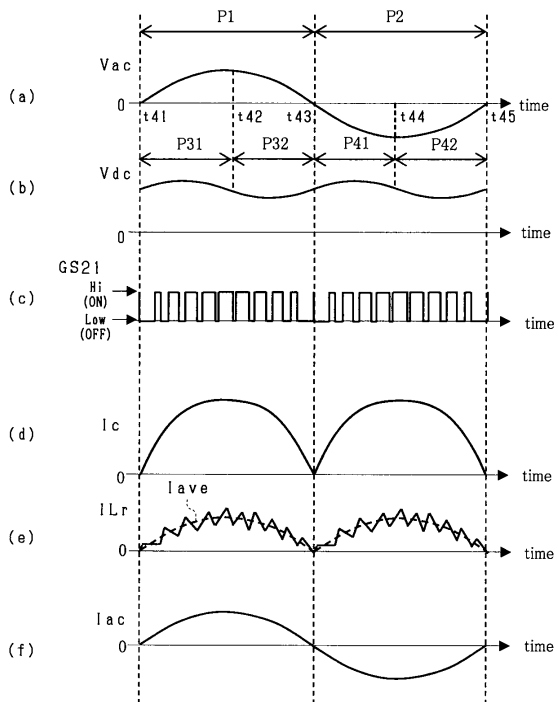 P1 P2
Vac
(a) 0 time
t41 t42 t43 t44 t45
P31 P32 P41 P42
Vdc
(b)
0 time
GS21
Hi
(ON)
(c)
Low
(OFF) time
Ic
(d)
0 time
Iave
ILr
(e)
0 time
Iac
(f) 0 time